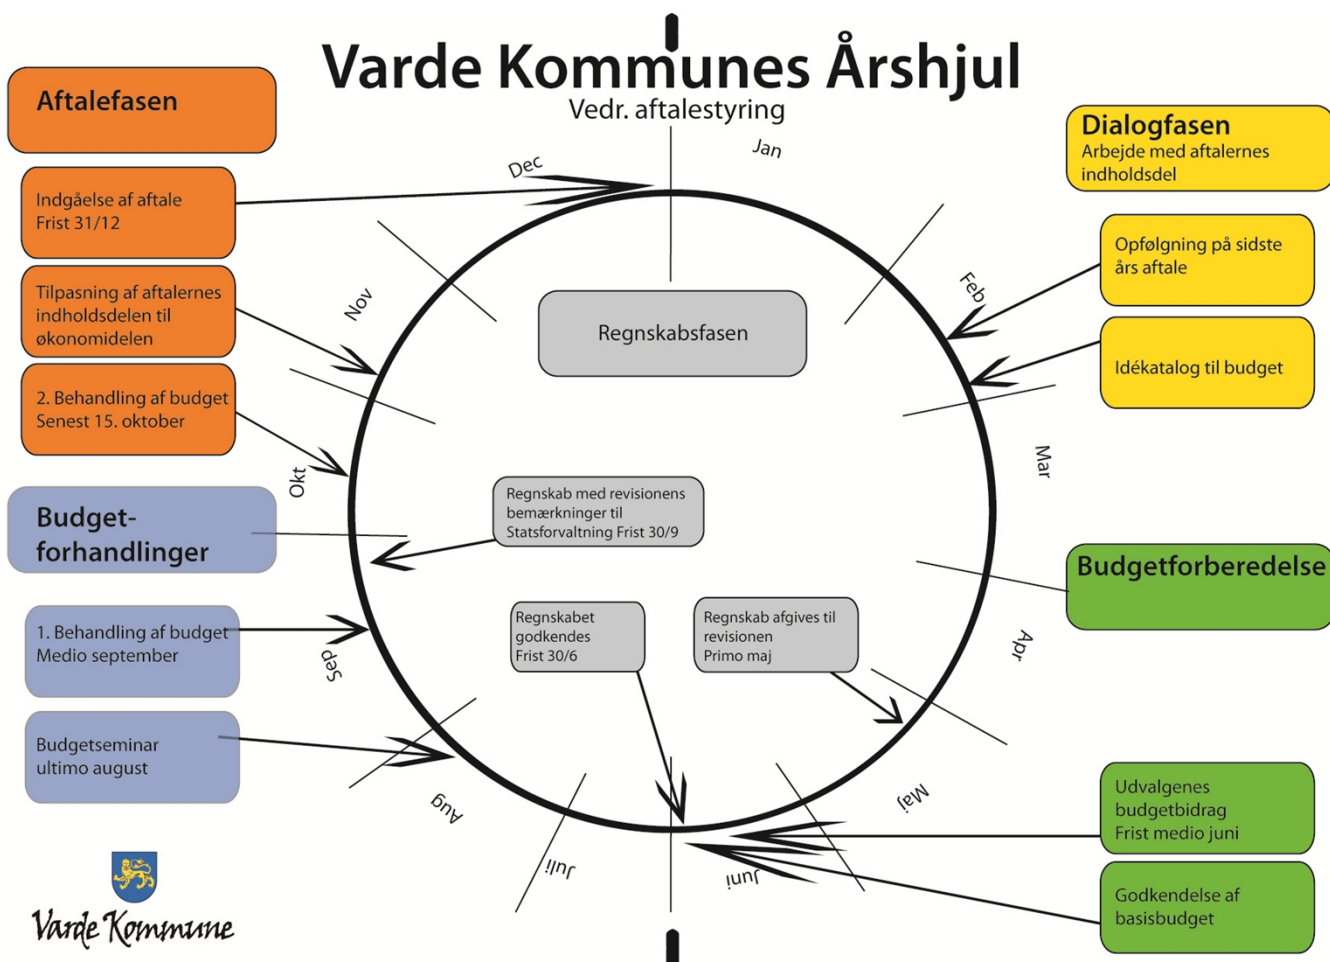 Varde Kommunes Årshjul
Vedr. aftalestyring
Aftalefasen
Indgåelse af aftale
Frist 31/12
Tilpasning af aftalernes
indholdsdelen til
økonomidelen
2. Behandling af budget
Senest 15. oktober
Budget-
forhandlinger
1. Behandling af budget
Medio september
Budgetseminar
ultimo august
Dialogfasen
Arbejde med aftalernes
indholdsdel
Opfølgning på sidste
års aftale
Idékatalog til budget
Budgetforberedelse
Udvalgenes
budgetbidrag
Frist medio juni
Godkendelse af
basisbudget
Regnskabsfasen
Regnskab med revisionens
bemærkninger til
Statsforvaltning Frist 30/9
Regnskabet
godkendes
Frist 30/6
Regnskab afgives til
revisionen
Primo maj
Jan
Feb
Mar
Apr
Maj
Juni
Juli
Aug
Sep
Okt
Nov
Dec
Varde Kommune